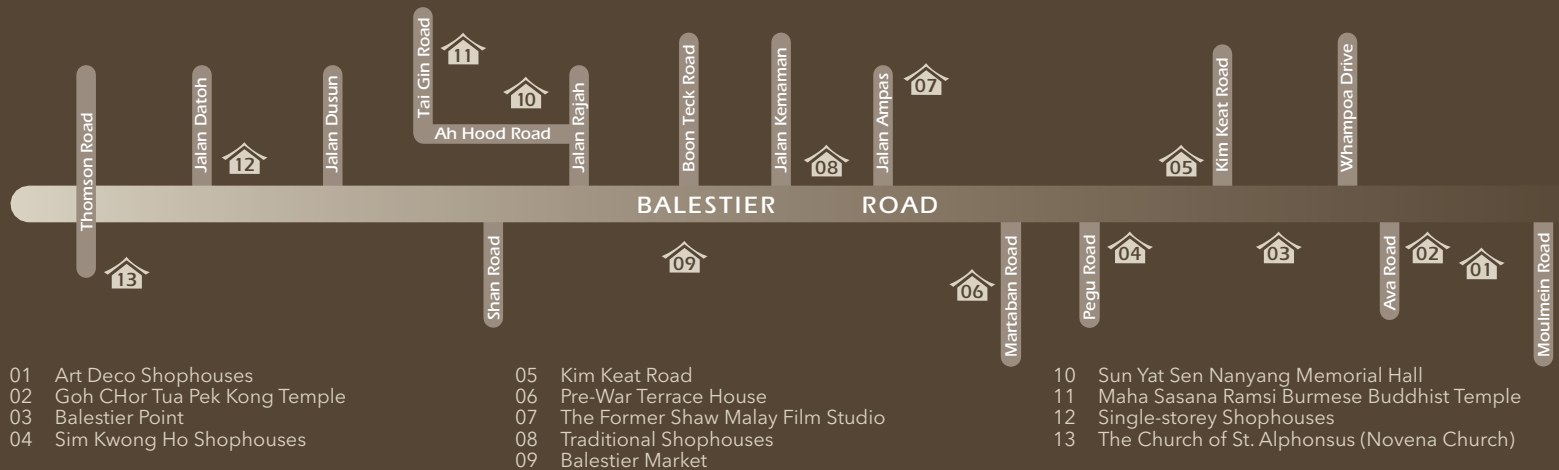 Thomson Road
Jalan Datoh
Jalan Dusun
Tai Gin Road
Ah Hood Road
Jalan Rajah
Boon Teck Road
Jalan Kemaman
Jalan Ampas
Kim Keat Road
Whampoa Drive
11
10
07
12
08
05
BALESTIER ROAD
Shan Road
Martaban Road
Pegu Road
Ava Road
Moulmein Road
13
09
06
04
03
02
01
01 Art Deco Shophouses
02 Goh CHor Tua Pek Kong Temple
03 Balestier Point
04 Sim Kwong Ho Shophouses
05 Kim Keat Road
06 Pre-War Terrace House
07 The Former Shaw Malay Film Studio
08 Traditional Shophouses
09 Balestier Market
10 Sun Yat Sen Nanyang Memorial Hall
11 Maha Sasana Ramsi Burmese Buddhist Temple
12 Single-storey Shophouses
13 The Church of St. Alphonsus (Novena Church)